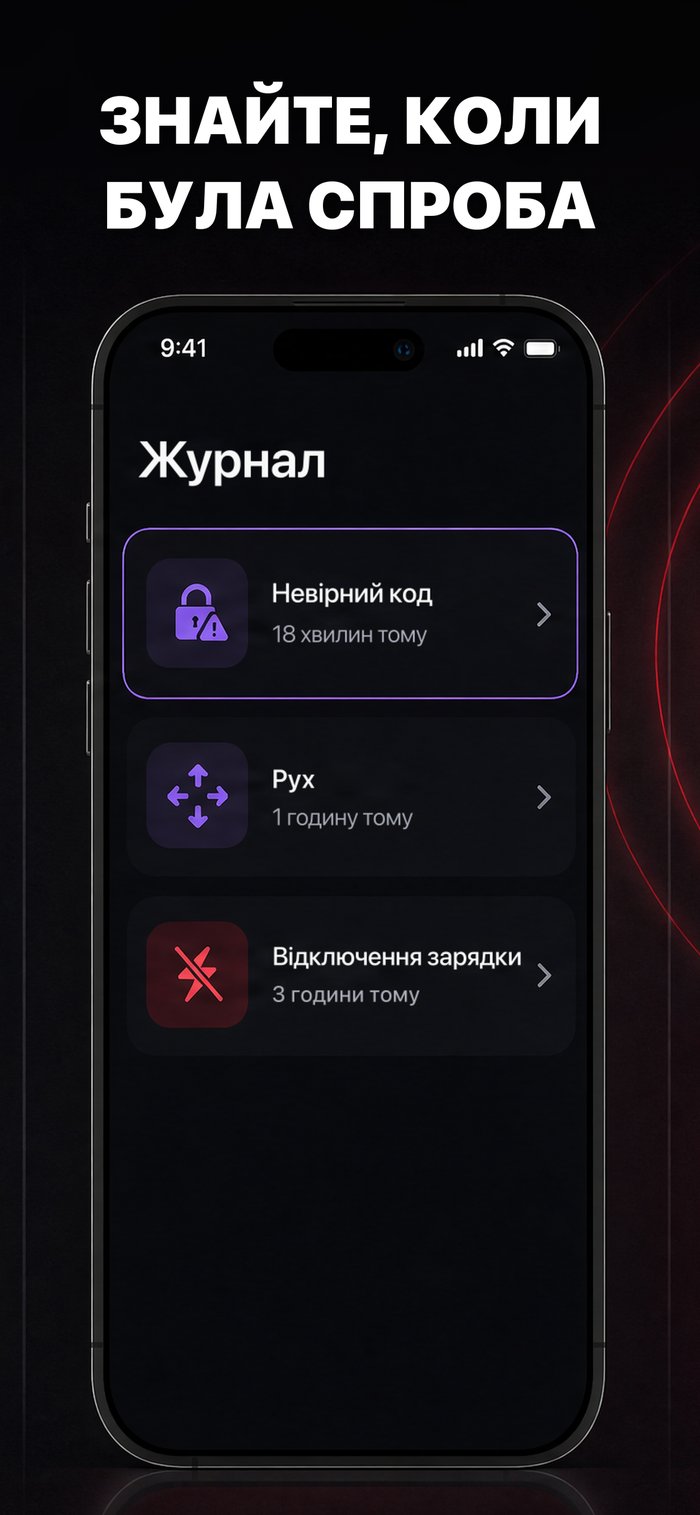 ЗНАЙТЕ, КОЛИ
БУЛА СПРОБА
9:41
Журнал
Невірний код
18 хвилин тому
Рух
1 годину тому
Відключення зарядки
3 години тому